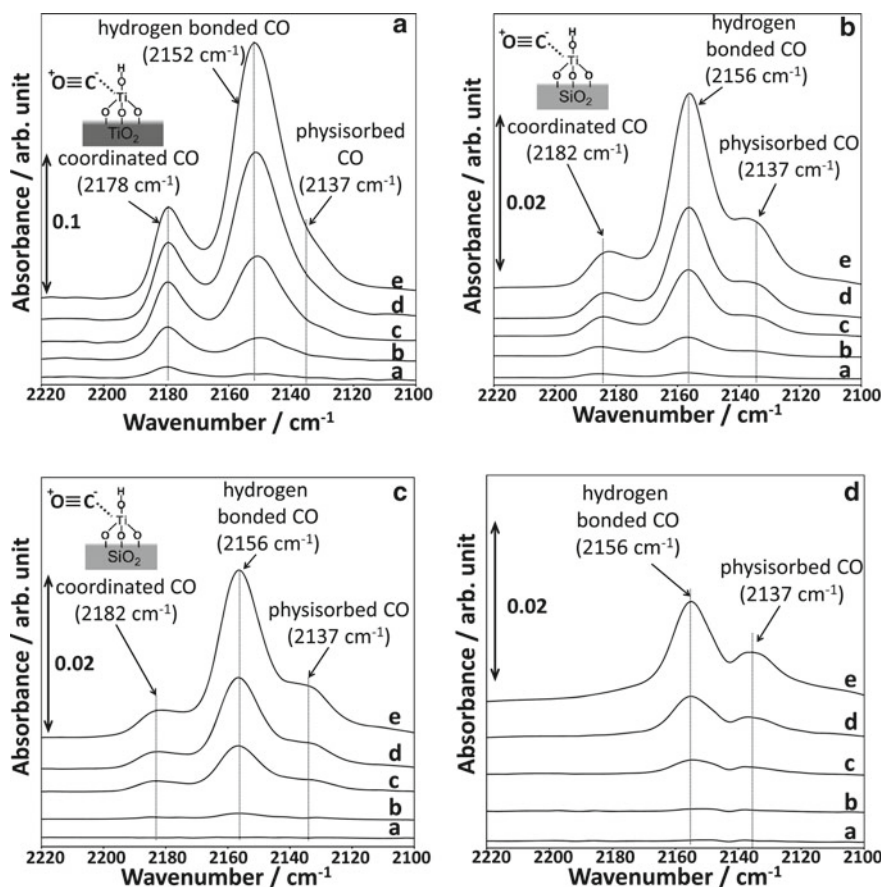 a
hydrogen bonded CO
(2152 cm⁻¹)
⁺O≡C⁻
H
O
Ti
O O O
TiO₂
coordinated CO
(2178 cm⁻¹)
physisorbed
CO
(2137 cm⁻¹)
0.1
e
d
c
b
a
Absorbance / arb. unit
2220 2200 2180 2160 2140 2120 2100
Wavenumber / cm⁻¹
b
hydrogen
bonded CO
(2156 cm⁻¹)
⁺O≡C⁻
H
O
Ti
O O O
SiO₂
coordinated CO
(2182 cm⁻¹)
physisorbed CO
(2137 cm⁻¹)
0.02
e
d
c
b
a
Absorbance / arb. unit
2220 2200 2180 2160 2140 2120 2100
Wavenumber / cm⁻¹
c
hydrogen
bonded CO
(2156 cm⁻¹)
⁺O≡C⁻
H
O
Ti
O O O
SiO₂
coordinated CO
(2182 cm⁻¹)
physisorbed CO
(2137 cm⁻¹)
0.02
e
d
c
b
a
Absorbance / arb. unit
2220 2200 2180 2160 2140 2120 2100
Wavenumber / cm⁻¹
d
hydrogen
bonded CO
(2156 cm⁻¹)
physisorbed CO
(2137 cm⁻¹)
0.02
e
d
c
b
a
Absorbance / arb. unit
2220 2200 2180 2160 2140 2120 2100
Wavenumber / cm⁻¹